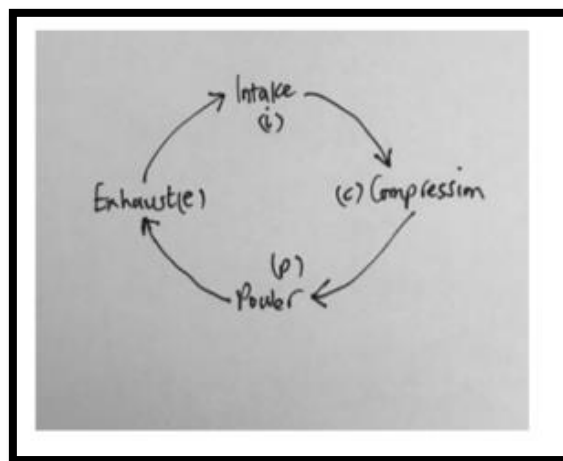 Intake
(i)
Exhaust(e)
(c) Compression
(p)
Power